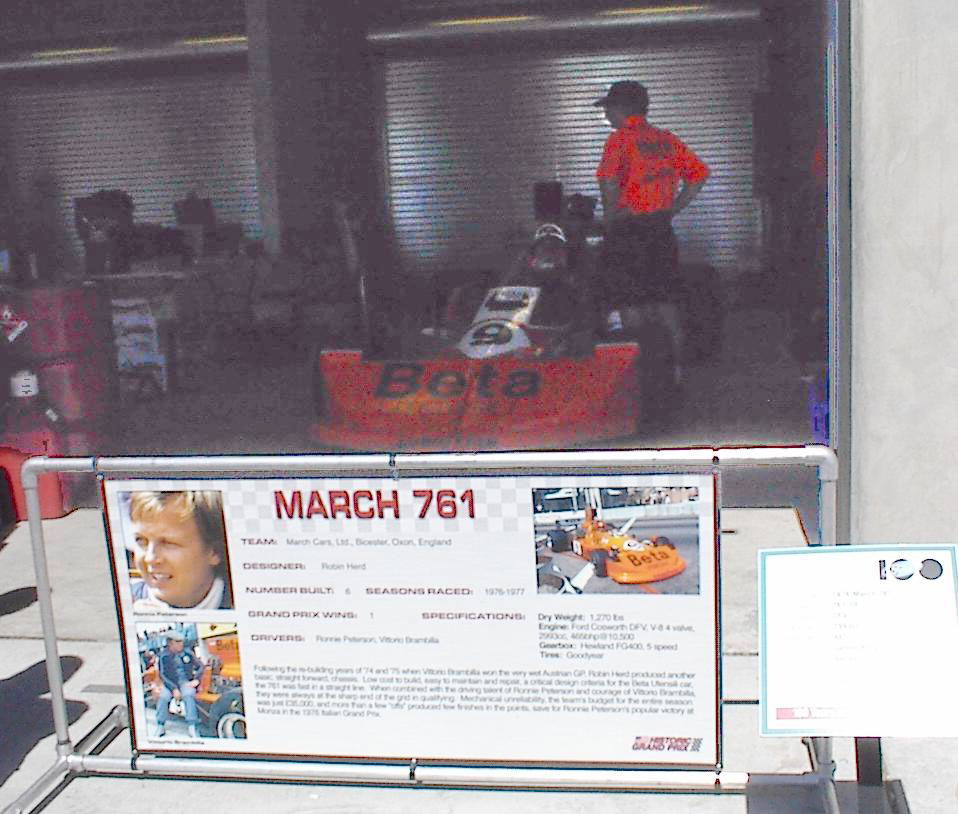 9
Beta
MARCH 761
TEAM: March Cars, Ltd., Bicester, Oxon, England
DESIGNER: Robin Herd
NUMBER BUILT: 6 SEASONS RACED: 1976-1977
GRAND PRIX WINS: 1 SPECIFICATIONS:
DRIVERS: Ronnie Peterson, Vittorio Brambilla
Dry Weight: 1,270 lbs
Engine: Ford Cosworth DFV, V-8 4 valve,
2993cc, 465bhp@10,500
Gearbox: Hewland FG400, 5 speed
Tires: Goodyear
Ronnie Peterson
Beta
Vittorio Brambilla
Following the re-building years of '74 and '75 when Vittorio Brambilla won the very wet Austrian GP, Robin Herd produced another
basic, straight forward, chassis. Low cost to build, easy to maintain and repair, a critical design criteria for the Beta Utensili car,
the 761 was fast in a straight line. When combined with the driving talent of Ronnie Peterson and courage of Vittorio Brambilla,
they were always at the sharp end of the grid in qualifying. Mechanical unreliability, the team's budget for the entire season
was just £35,000, and more than a few "offs" produced few finishes in the points, save for Ronnie Peterson's popular victory at
Monza in the 1976 Italian Grand Prix.
HISTORIC
GRAND PRIX
100